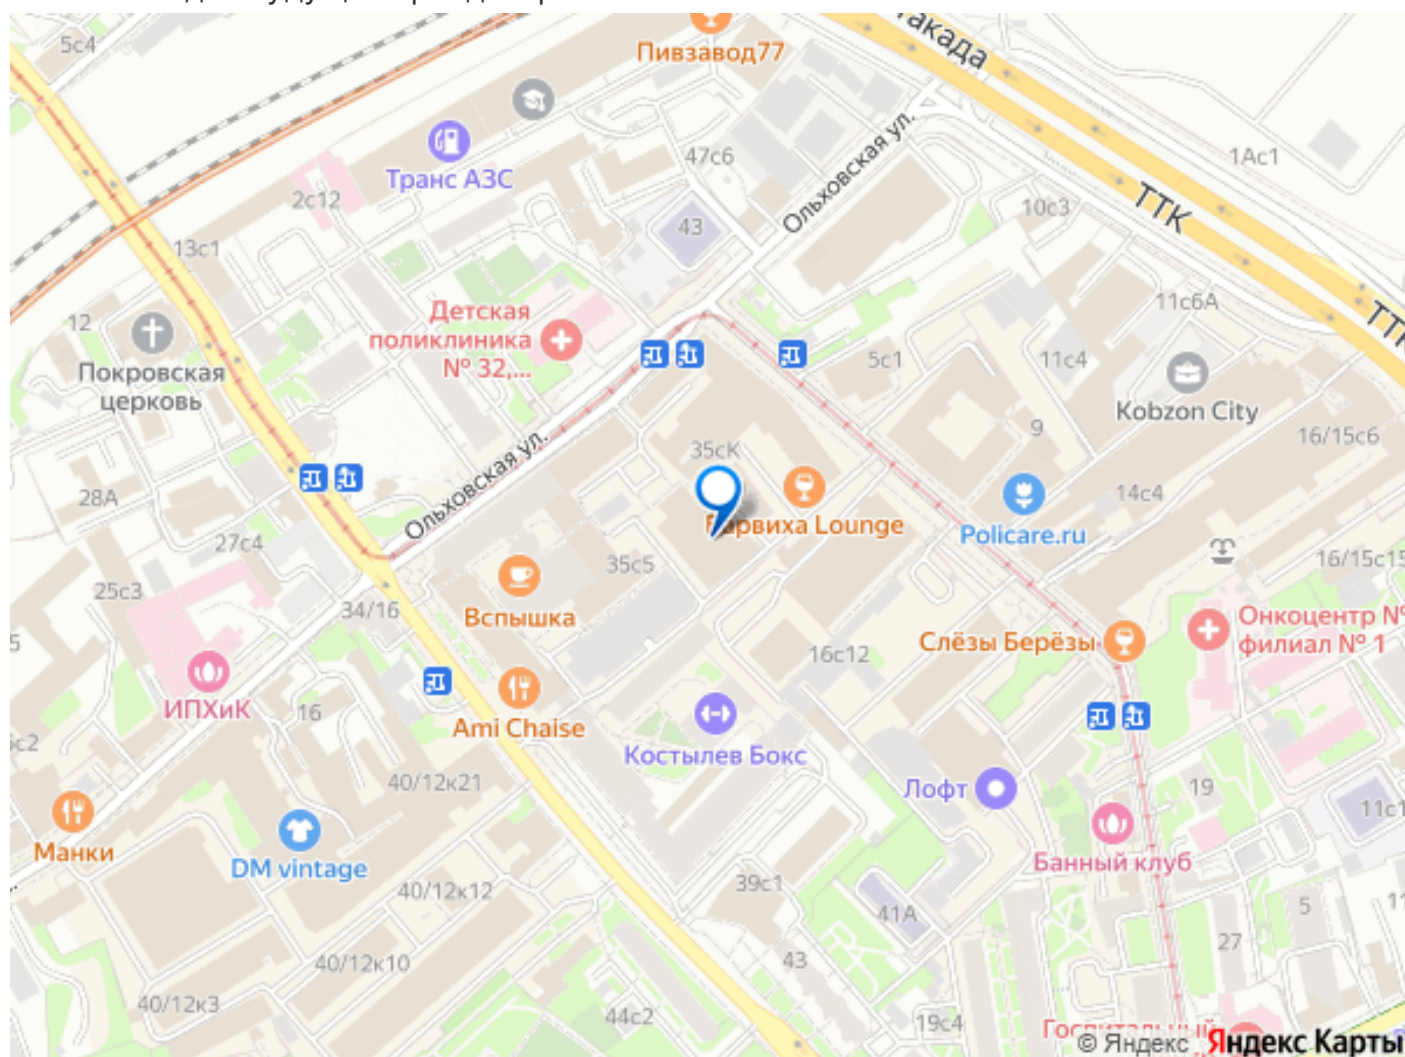 5с4
Пивзавод77
Транс АЗС
2с12
47с6
Ольховская ул.
1Ас1
ТТК
10с3
43
13с1
11с6А
ТТК
12
Покровская
церковь
Детская
поликлиника
№ 32,...
5с1
11с4
Kobzon City
9
16/15с6
35сК
28А
Ольховская ул.
27с4
Барвиха Lounge
Policare.ru
14с4
25с3
34/16
Вспышка
35с5
16/15с15
16с12
Слёзы Берёзы
Онкоцентр №
филиал № 1
ИПХиК
16
Ami Chaise
Костылев Бокс
40/12к21
Лофт
19
11с1
Манки
DM vintage
40/12к12
39с1
Банный клуб
41А
5
27
40/12к10
43
40/12к3
44с2
19с4
© Яндекс Яндекс Карты